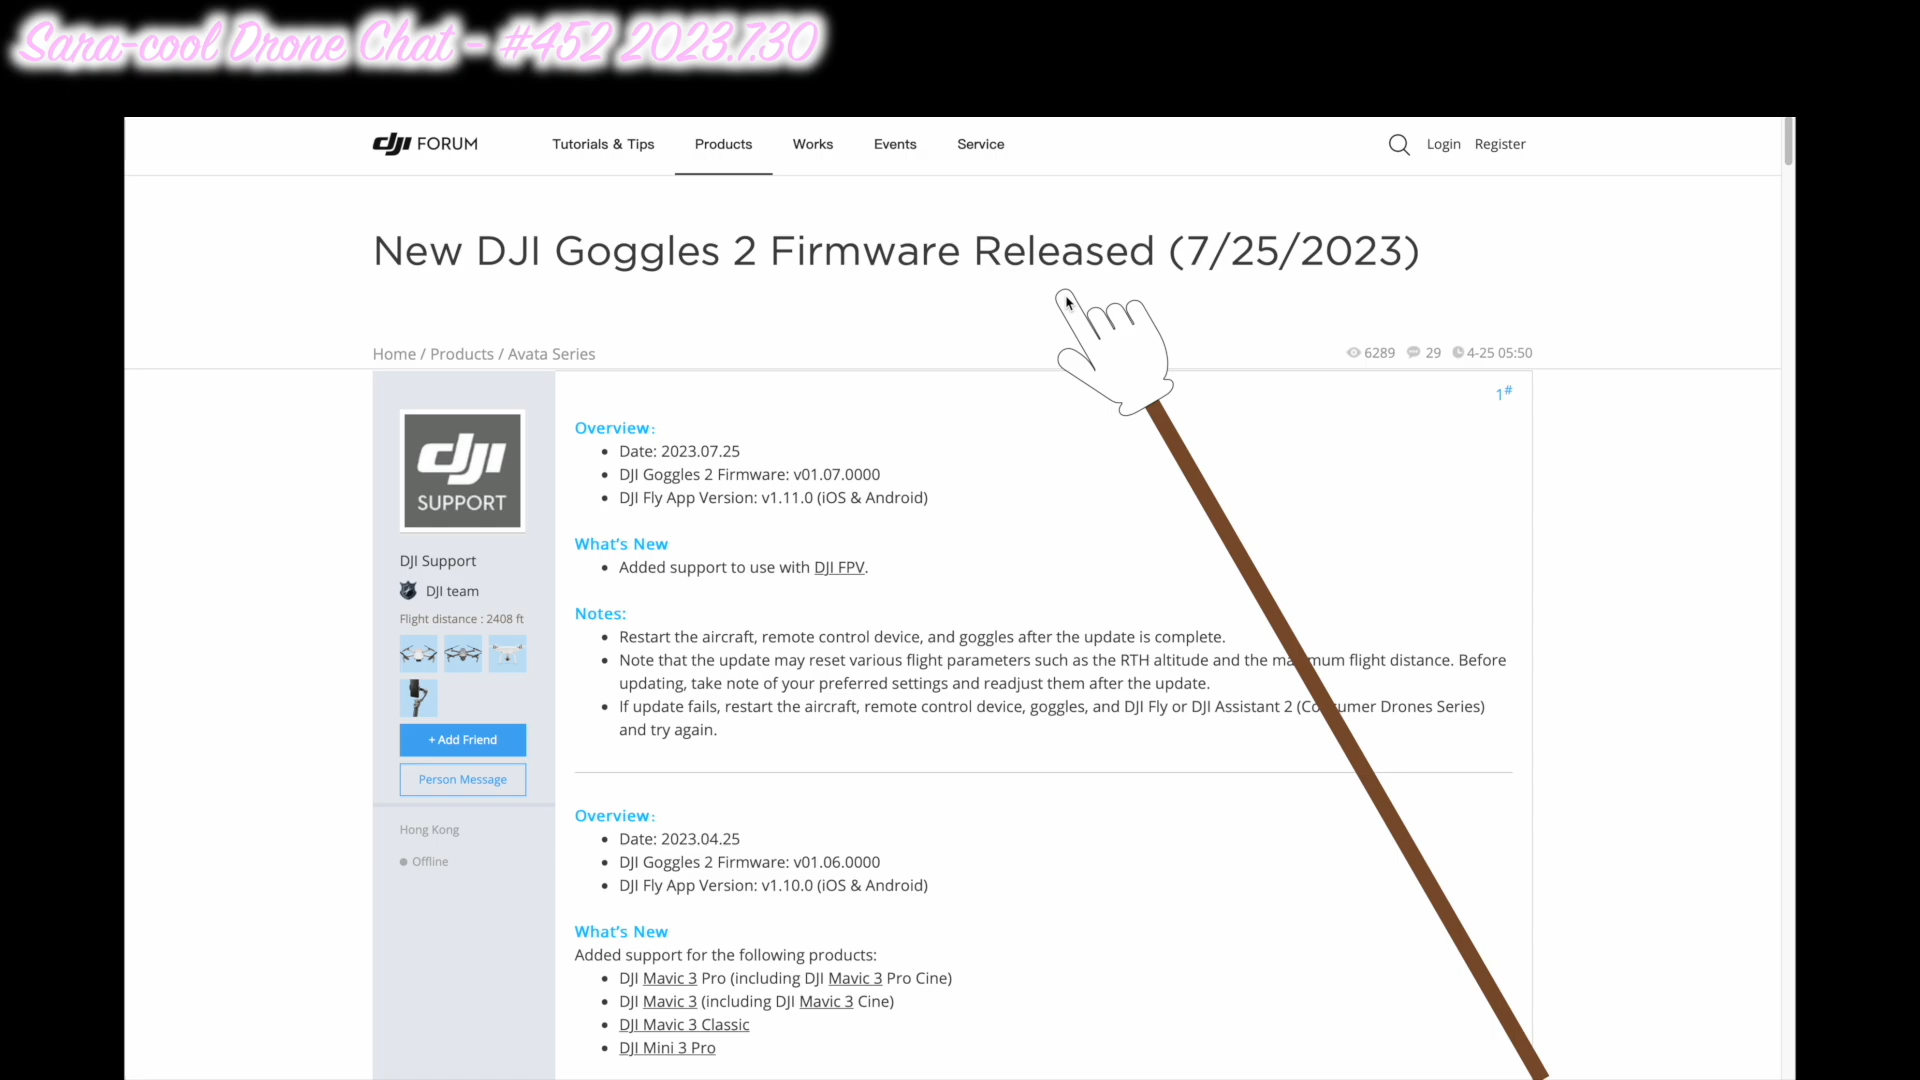 Sara-cool Drone Chat - #452 2023.7.30
dji FORUM Tutorials & Tips Products Works Events Service Login Register
New DJI Goggles 2 Firmware Released (7/25/2023)
Home / Products / Avata Series 6289 29 4-25 05:50
1#
dji
SUPPORT
DJI Support
DJI team
Flight distance : 2408 ft
+ Add Friend
Person Message
Hong Kong
Offline
Overview:
• Date: 2023.07.25
• DJI Goggles 2 Firmware: v01.07.0000
• DJI Fly App Version: v1.11.0 (iOS & Android)
What's New
• Added support to use with DJI FPV.
Notes:
• Restart the aircraft, remote control device, and goggles after the update is complete.
• Note that the update may reset various flight parameters such as the RTH altitude and the maximum flight distance. Before
updating, take note of your preferred settings and readjust them after the update.
• If update fails, restart the aircraft, remote control device, goggles, and DJI Fly or DJI Assistant 2 (Consumer Drones Series)
and try again.
Overview:
• Date: 2023.04.25
• DJI Goggles 2 Firmware: v01.06.0000
• DJI Fly App Version: v1.10.0 (iOS & Android)
What's New
Added support for the following products:
• DJI Mavic 3 Pro (including DJI Mavic 3 Pro Cine)
• DJI Mavic 3 (including DJI Mavic 3 Cine)
• DJI Mavic 3 Classic
• DJI Mini 3 Pro